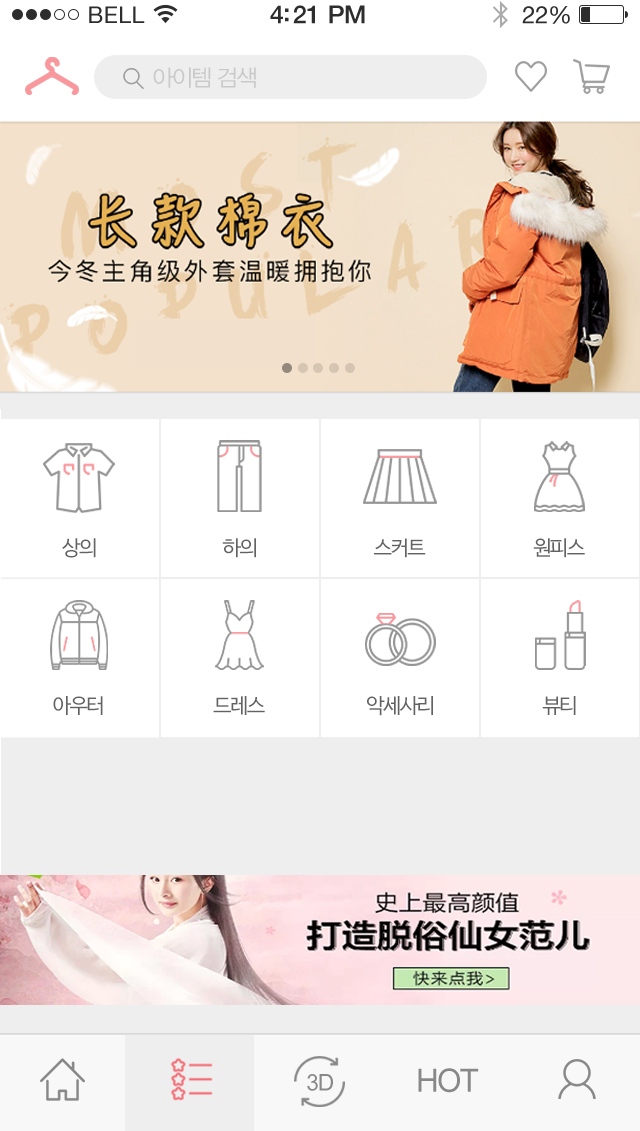 BELL 4:21 PM 22%
아이템 검색
MOST
POPULAR
长款棉衣
今冬主角级外套温暖拥抱你
상의 하의 스커트 원피스
아우터 드레스 악세사리 뷰티
史上最高颜值
打造脱俗仙女范儿
快来点我>
3D HOT